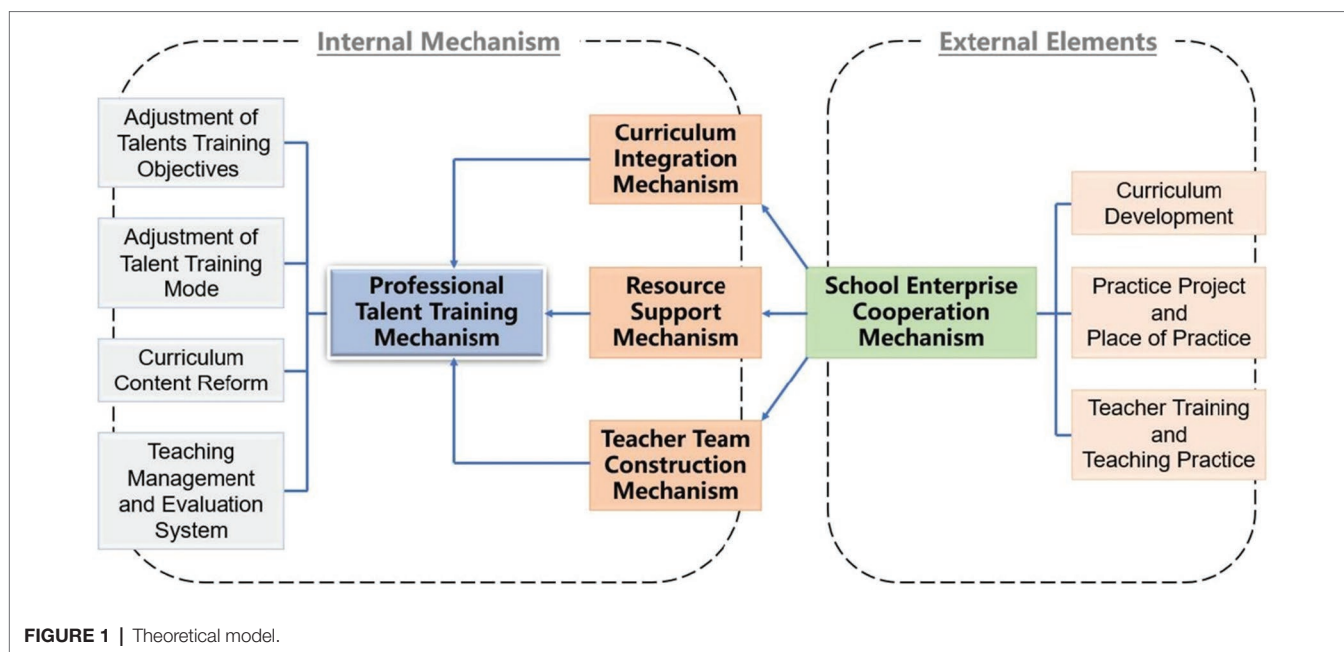 Internal Mechanism
External Elements
Adjustment of
Talents Training
Objectives
Adjustment of
Talent Training
Mode
Curriculum
Content Reform
Teaching
Management
and Evaluation
System
Professional
Talent Training
Mechanism
Curriculum
Integration
Mechanism
Resource
Support
Mechanism
Teacher Team
Construction
Mechanism
School Enterprise
Cooperation
Mechanism
Curriculum
Development
Practice Project
and
Place of Practice
Teacher Training
and
Teaching Practice
FIGURE 1 | Theoretical model.